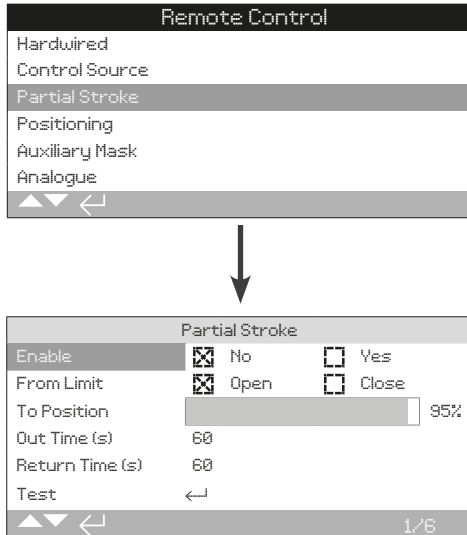 Remote Control
Hardwired
Control Source
Partial Stroke
Positioning
Auxiliary Mask
Analogue
Partial Stroke
Enable No Yes
From Limit Open Close
To Position 95%
Out Time (s) 60
Return Time (s) 60
Test
1/6